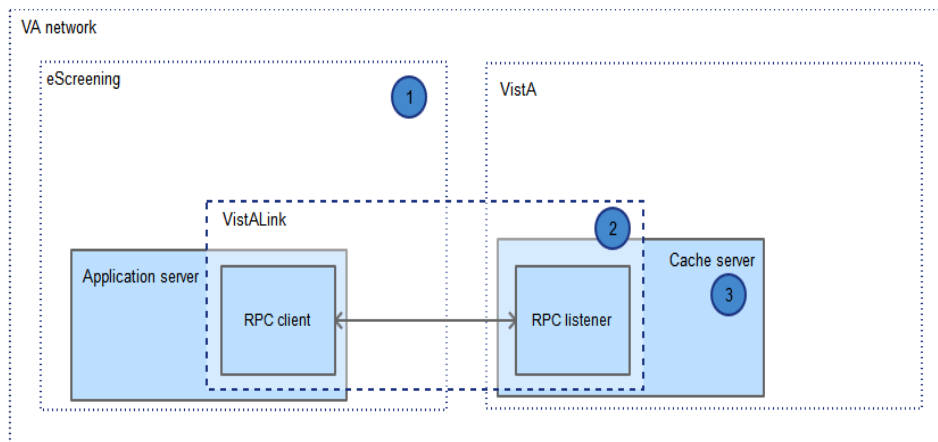 VA network
eScreening
1
VistA
VistALink
2
Application server
Cache server
3
RPC client
RPC listener